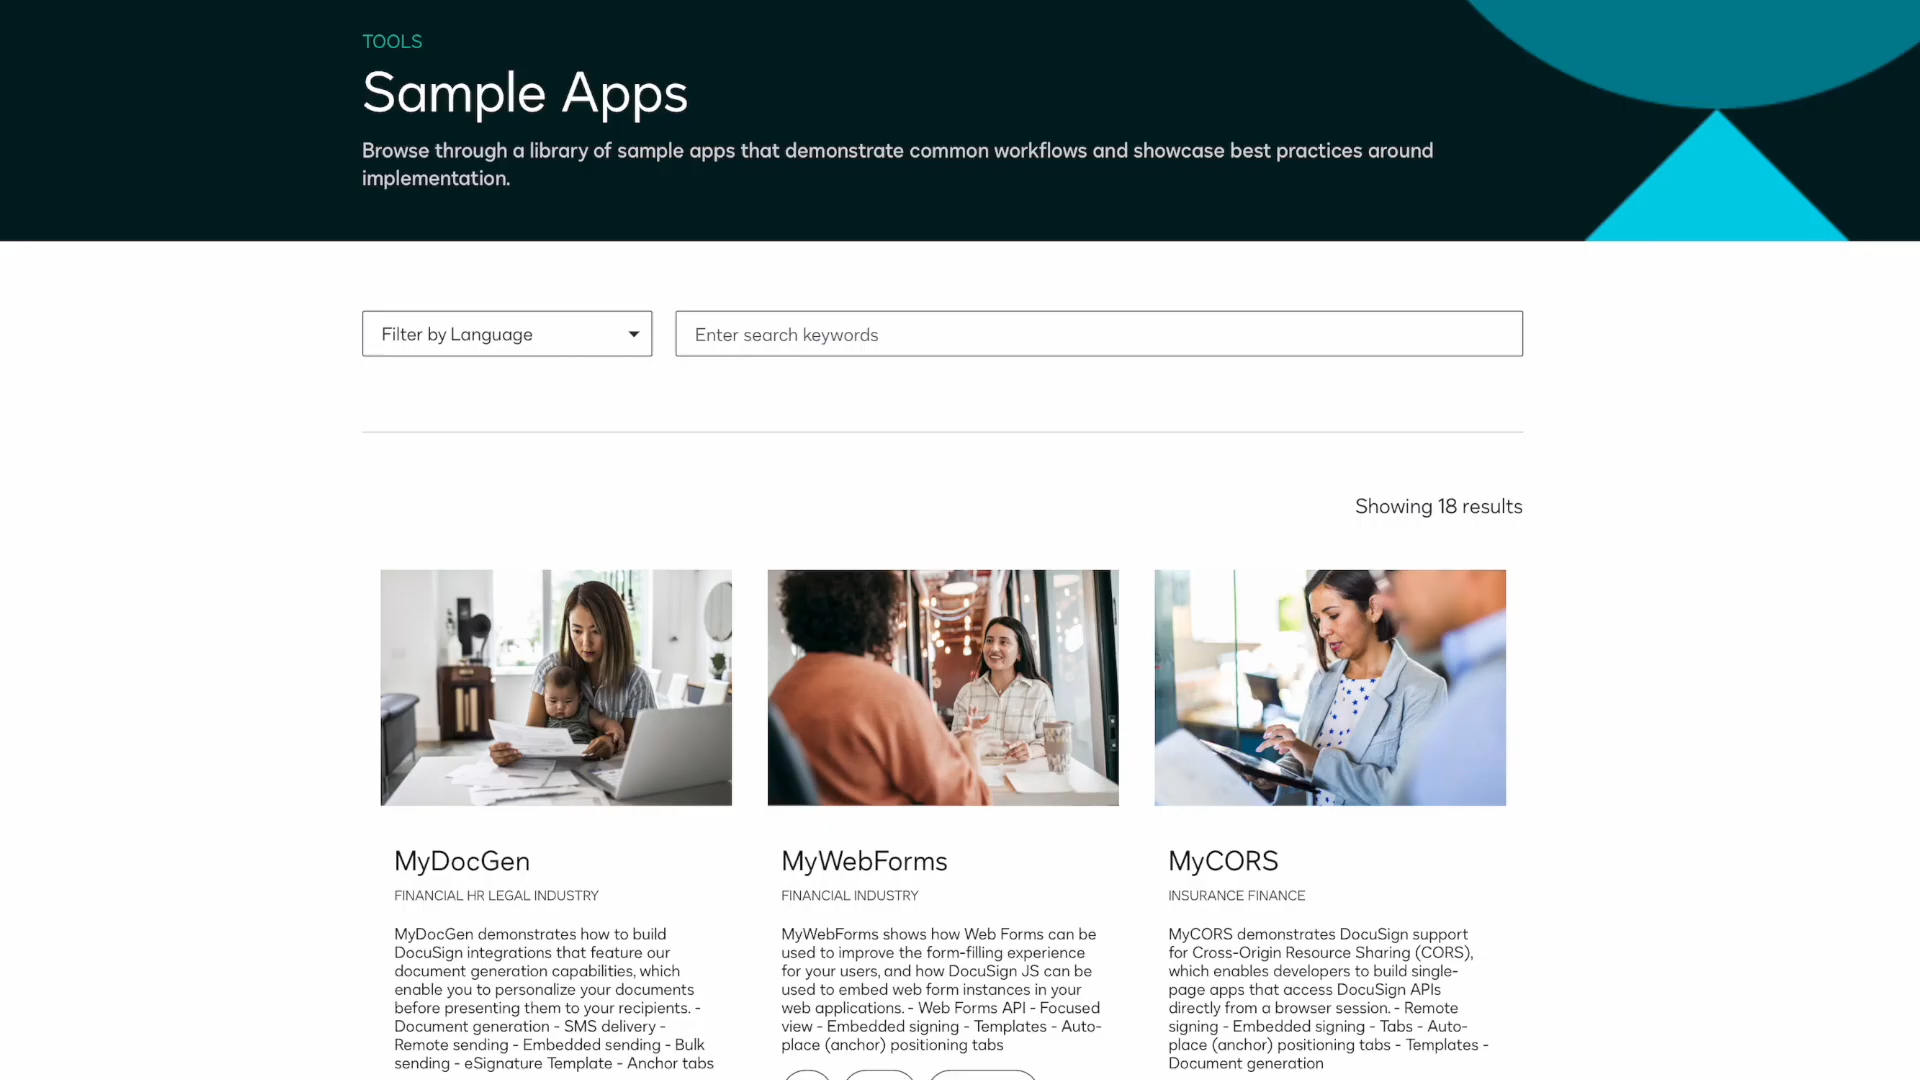 TOOLS
Sample Apps
Browse through a library of sample apps that demonstrate common workflows and showcase best practices around
implementation.
Filter by Language
Enter search keywords
Showing 18 results
MyDocGen
FINANCIAL HR LEGAL INDUSTRY
MyDocGen demonstrates how to build
DocuSign integrations that feature our
document generation capabilities, which
enable you to personalize your documents
before presenting them to your recipients. -
Document generation - SMS delivery -
Remote sending - Embedded sending - Bulk
sending - eSignature Template - Anchor tabs
MyWebForms
FINANCIAL INDUSTRY
MyWebForms shows how Web Forms can be
used to improve the form-filling experience
for your users, and how DocuSign JS can be
used to embed web form instances in your
web applications. - Web Forms API - Focused
view - Embedded signing - Templates - Auto-
place (anchor) positioning tabs
MyCORS
INSURANCE FINANCE
MyCORS demonstrates DocuSign support
for Cross-Origin Resource Sharing (CORS),
which enables developers to build single-
page apps that access DocuSign APIs
directly from a browser session. - Remote
signing - Embedded signing - Tabs - Auto-
place (anchor) positioning tabs - Templates -
Document generation